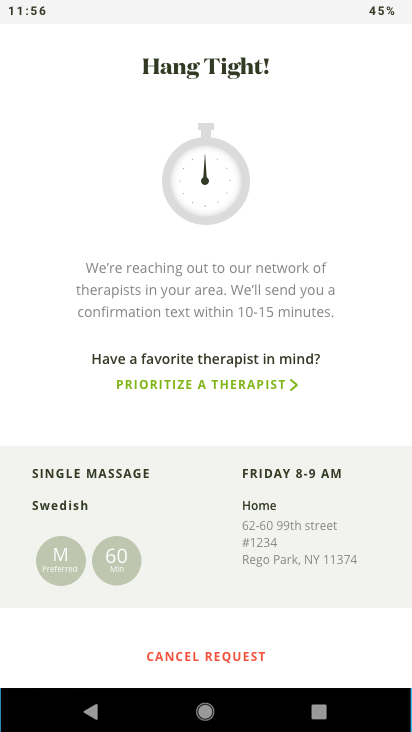 11:56
45%
Hang Tight!
We're reaching out to our network of
therapists in your area. We'll send you a
confirmation text within 10-15 minutes.
Have a favorite therapist in mind?
PRIORITIZE A THERAPIST
SINGLE MASSAGE
Swedish
M
Preferred
60
Min
FRIDAY 8-9 AM
Home
62-60 99th street
#1234
Rego Park, NY 11374
CANCEL REQUEST